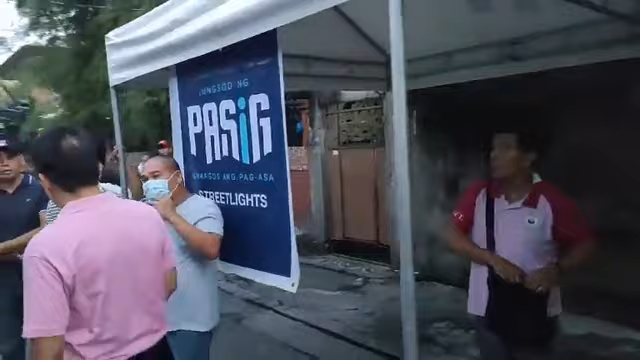 LUNGSOD NG
PASiG
UMAAGOS ANG PAG-ASA
STREETLIGHTS